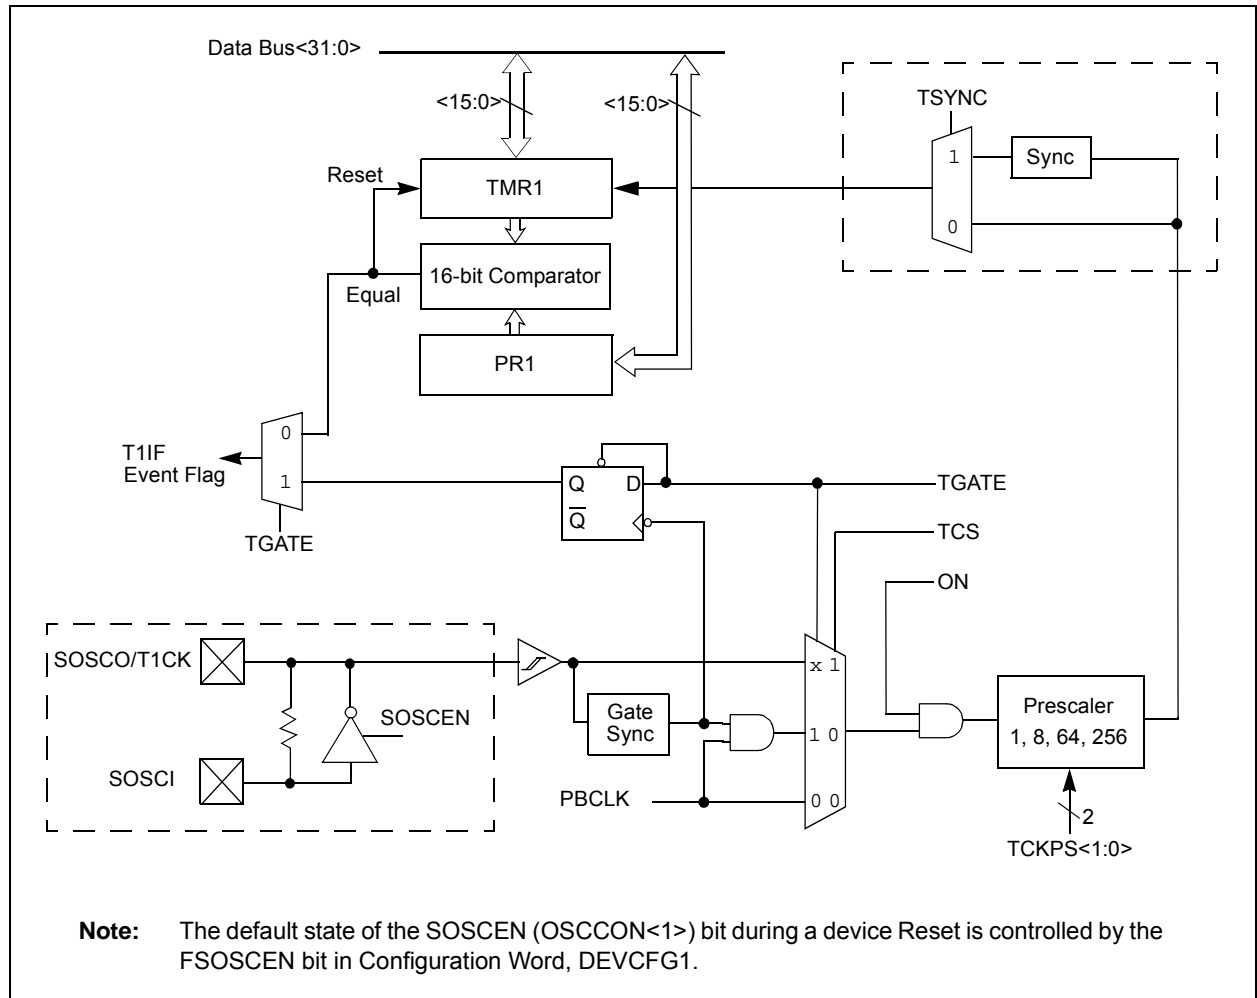 Data Bus<31:0>
<15:0>
<15:0>
TSYNC
1
Sync
0
Reset
TMR1
16-bit Comparator
Equal
PR1
0
1
T1IF
Event Flag
TGATE
Q
D
Q̅
TGATE
TCS
ON
SOSCO/T1CK
SOSCEN
SOSCI
Gate
Sync
PBCLK
x 1
1 0
0 0
Prescaler
1, 8, 64, 256
2
TCKPS<1:0>
Note: The default state of the SOSCEN (OSCCON<1>) bit during a device Reset is controlled by the
FSOSCEN bit in Configuration Word, DEVCFG1.